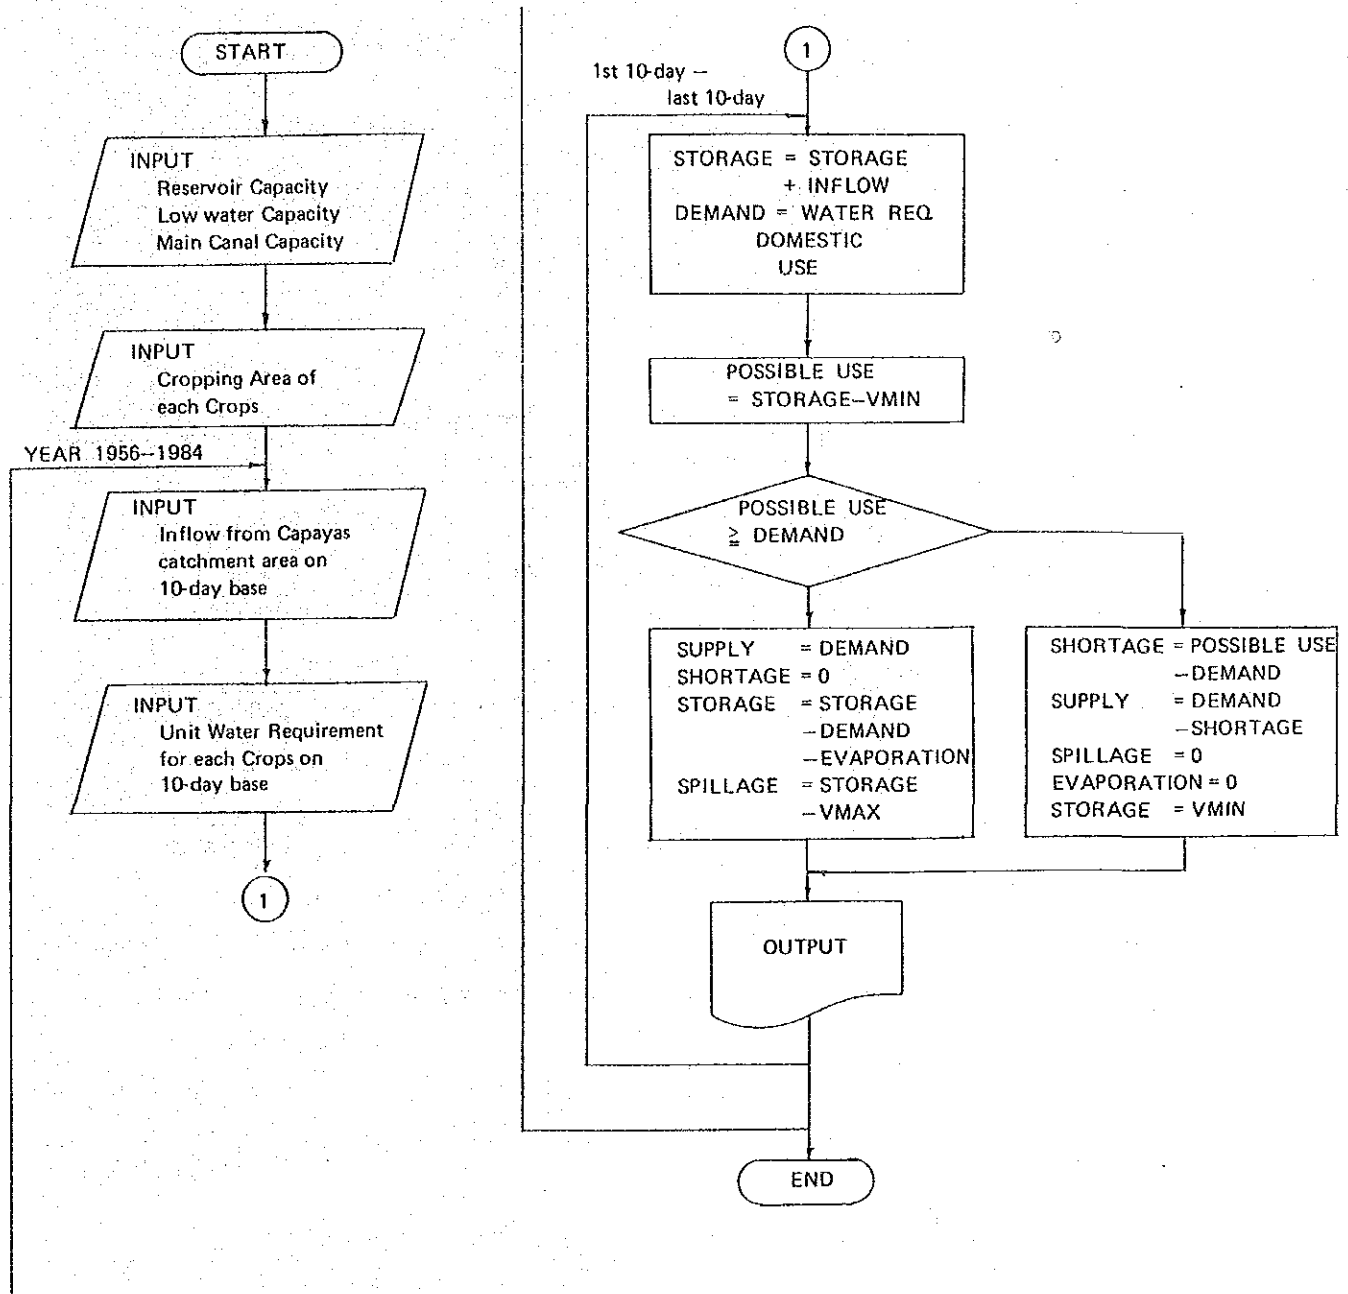 START
INPUT
Reservoir Capacity
Low water Capacity
Main Canal Capacity
INPUT
Cropping Area of
each Crops
YEAR 1956–1984
INPUT
Inflow from Capayas
catchment area on
10-day base
INPUT
Unit Water Requirement
for each Crops on
10-day base
1
1
1st 10-day –
last 10-day
STORAGE = STORAGE
+ INFLOW
DEMAND = WATER REQ.
DOMESTIC
USE
POSSIBLE USE
= STORAGE–VMIN
POSSIBLE USE
≧ DEMAND
SUPPLY = DEMAND
SHORTAGE = 0
STORAGE = STORAGE
–DEMAND
–EVAPORATION
SPILLAGE = STORAGE
–VMAX
SHORTAGE = POSSIBLE USE
–DEMAND
SUPPLY = DEMAND
–SHORTAGE
SPILLAGE = 0
EVAPORATION = 0
STORAGE = VMIN
OUTPUT
END